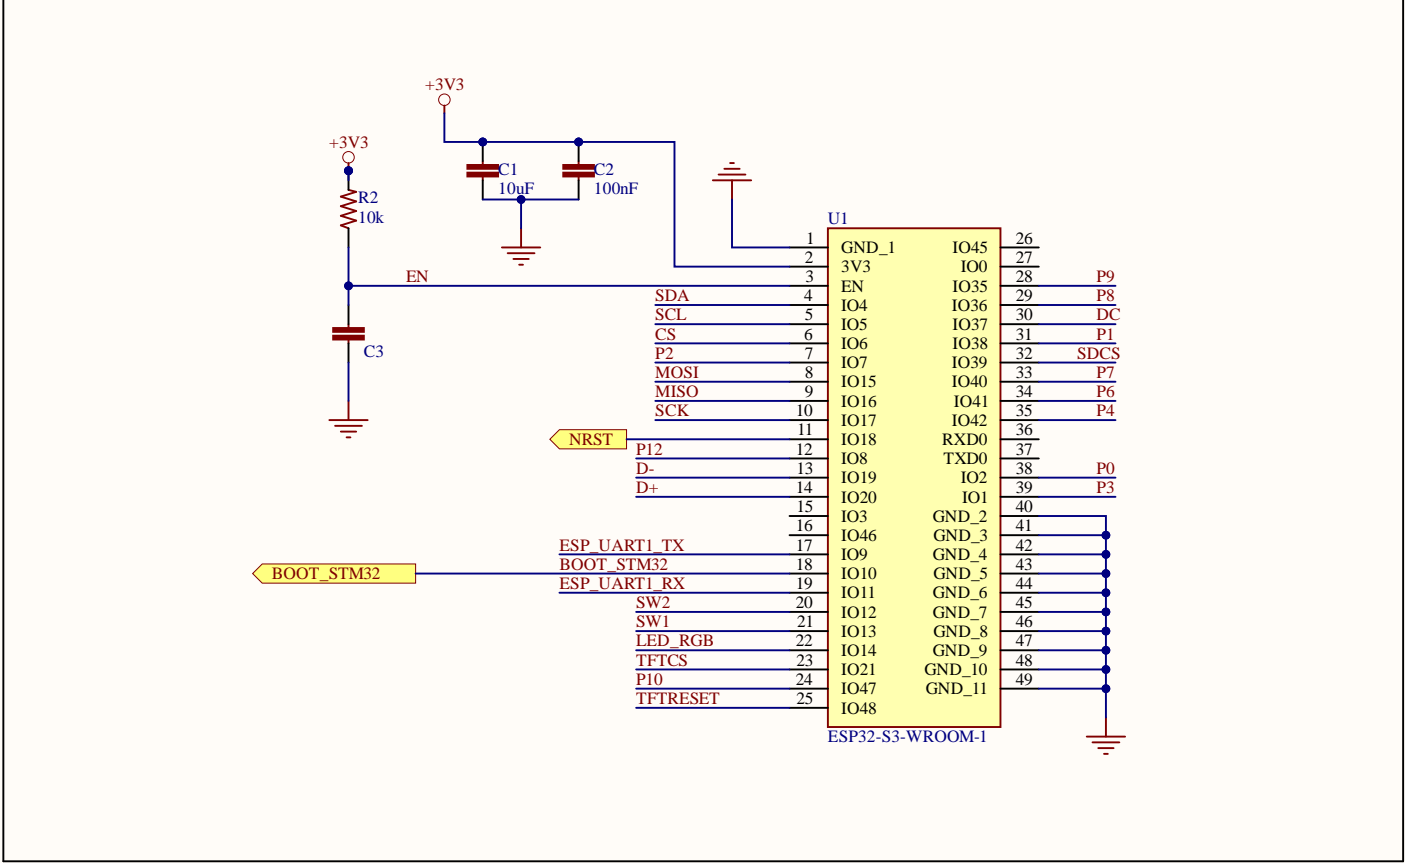 +3V3
+3V3
C1
10uF
C2
100nF
R2
10k
EN
C3
U1
1 GND_1 IO45 26
2 3V3 IO0 27
3 EN IO35 28 P9
SDA 4 IO4 IO36 29 P8
SCL 5 IO5 IO37 30 DC
CS 6 IO6 IO38 31 P1
P2 7 IO7 IO39 32 SDCS
MOSI 8 IO15 IO40 33 P7
MISO 9 IO16 IO41 34 P6
SCK 10 IO17 IO42 35 P4
NRST 11 IO18 RXD0 36
P12 12 IO8 TXD0 37
D- 13 IO19 IO2 38 P0
D+ 14 IO20 IO1 39 P3
15 IO3 GND_2 40
16 IO46 GND_3 41
ESP_UART1_TX 17 IO9 GND_4 42
BOOT_STM32 BOOT_STM32 18 IO10 GND_5 43
ESP_UART1_RX 19 IO11 GND_6 44
SW2 20 IO12 GND_7 45
SW1 21 IO13 GND_8 46
LED_RGB 22 IO14 GND_9 47
TFTCS 23 IO21 GND_10 48
P10 24 IO47 GND_11 49
TFTRESET 25 IO48
ESP32-S3-WROOM-1